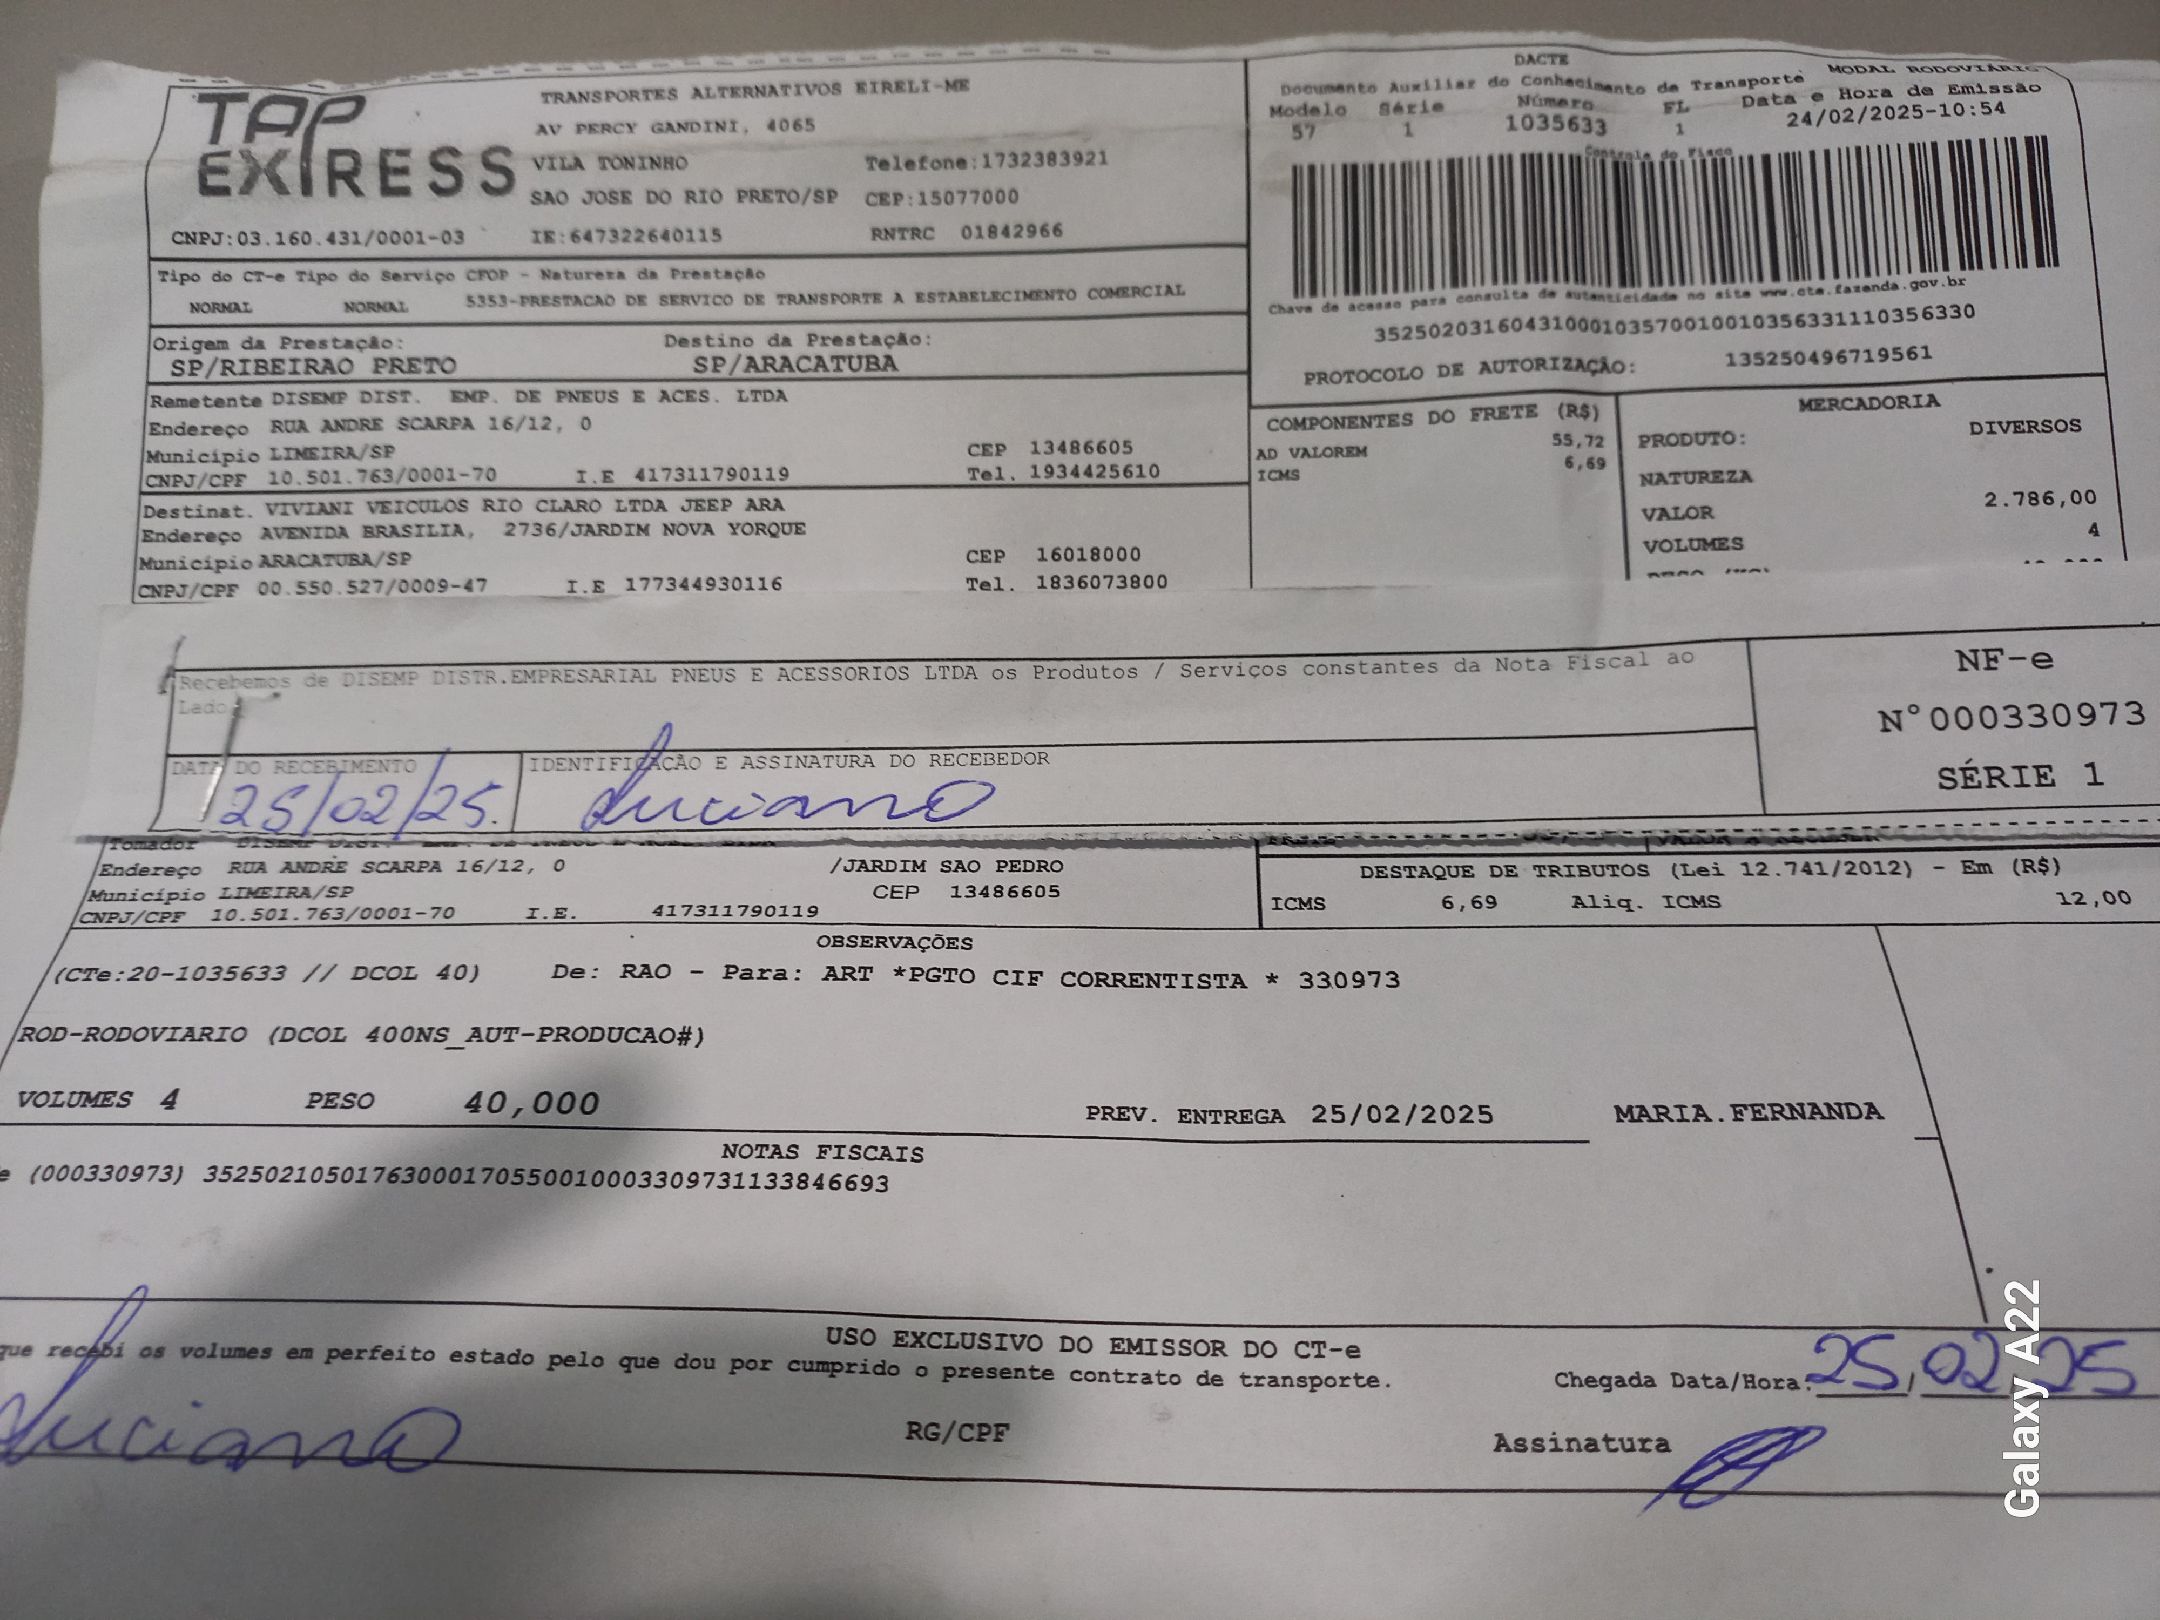 TAP EXPRESS
TRANSPORTES ALTERNATIVOS EIRELI-ME
AV PERCY GANDINI, 4065
VILA TONINHO Telefone:1732383921
SAO JOSE DO RIO PRETO/SP CEP:15077000
CNPJ:03.160.431/0001-03 IE:647322640115 RNTRC 01842966
DACTE
Documento Auxiliar do Conhecimento de Transporte MODAL RODOVIÁRIO
Modelo Série Número FL Data e Hora de Emissão
57 1 1035633 1 24/02/2025-10:54
Controle do Fisco
Chave de acesso para consulta de autenticidade no site www.cte.fazenda.gov.br
35250203160431000103570010010356331110356330
PROTOCOLO DE AUTORIZAÇÃO: 135250496719561
Tipo do CT-e Tipo do Serviço CFOP - Natureza da Prestação
NORMAL NORMAL 5353-PRESTACAO DE SERVICO DE TRANSPORTE A ESTABELECIMENTO COMERCIAL
Origem da Prestação: Destino da Prestação:
SP/RIBEIRAO PRETO SP/ARACATUBA
Remetente DISEMP DIST. EMP. DE PNEUS E ACES. LTDA
Endereço RUA ANDRE SCARPA 16/12, 0
Município LIMEIRA/SP CEP 13486605
CNPJ/CPF 10.501.763/0001-70 I.E 417311790119 Tel. 1934425610
Destinat. VIVIANI VEICULOS RIO CLARO LTDA JEEP ARA
Endereço AVENIDA BRASILIA, 2736/JARDIM NOVA YORQUE
Município ARACATUBA/SP CEP 16018000
CNPJ/CPF 00.550.527/0009-47 I.E 177344930116 Tel. 1836073800
COMPONENTES DO FRETE (R$)
AD VALOREM 55,72
ICMS 6,69
MERCADORIA
PRODUTO: DIVERSOS
NATUREZA
VALOR 2.786,00
VOLUMES 4
Recebemos de DISEMP DISTR.EMPRESARIAL PNEUS E ACESSORIOS LTDA os Produtos / Serviços constantes da Nota Fiscal ao
Lado
NF-e
N°000330973
SÉRIE 1
DATA DO RECEBIMENTO IDENTIFICAÇÃO E ASSINATURA DO RECEBEDOR
25/02/25. Luciano
Tomador
Endereço RUA ANDRE SCARPA 16/12, 0 /JARDIM SAO PEDRO
Município LIMEIRA/SP CEP 13486605
CNPJ/CPF 10.501.763/0001-70 I.E. 417311790119
DESTAQUE DE TRIBUTOS (Lei 12.741/2012) - Em (R$)
ICMS 6,69 Aliq. ICMS 12,00
OBSERVAÇÕES
(CTe:20-1035633 // DCOL 40) De: RAO - Para: ART *PGTO CIF CORRENTISTA * 330973
ROD-RODOVIARIO (DCOL 400NS_AUT-PRODUCAO#)
VOLUMES 4 PESO 40,000 PREV. ENTREGA 25/02/2025 MARIA.FERNANDA
NOTAS FISCAIS
e (000330973) 35250210501763000170550010003309731133846693
USO EXCLUSIVO DO EMISSOR DO CT-e
que recebi os volumes em perfeito estado pelo que dou por cumprido o presente contrato de transporte.
Chegada Data/Hora: 25/02/25
Luciano RG/CPF Assinatura
Galaxy A22